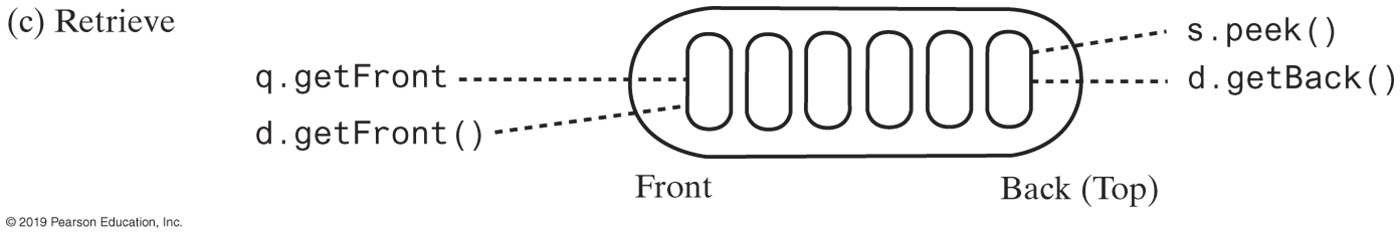 (c) Retrieve
s.peek()
q.getFront
d.getBack()
d.getFront()
Front
Back (Top)
© 2019 Pearson Education, Inc.